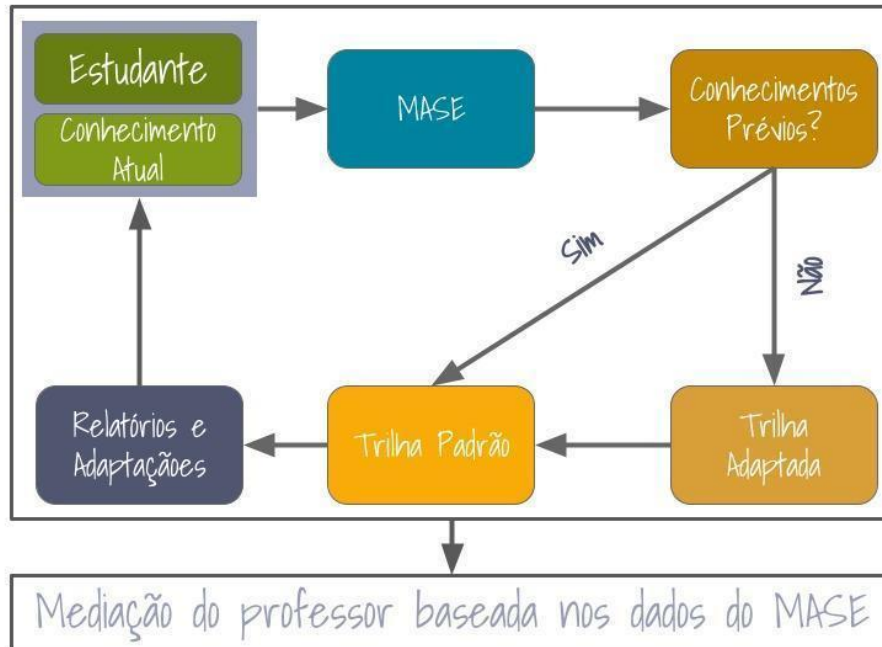 Estudante
Conhecimento
Atual
MASE
Conhecimentos
Prévios?
Sim
Não
Relatórios e
Adaptaçãoes
Trilha Padrão
Trilha
Adaptada
Mediação do professor baseada nos dados do MASE